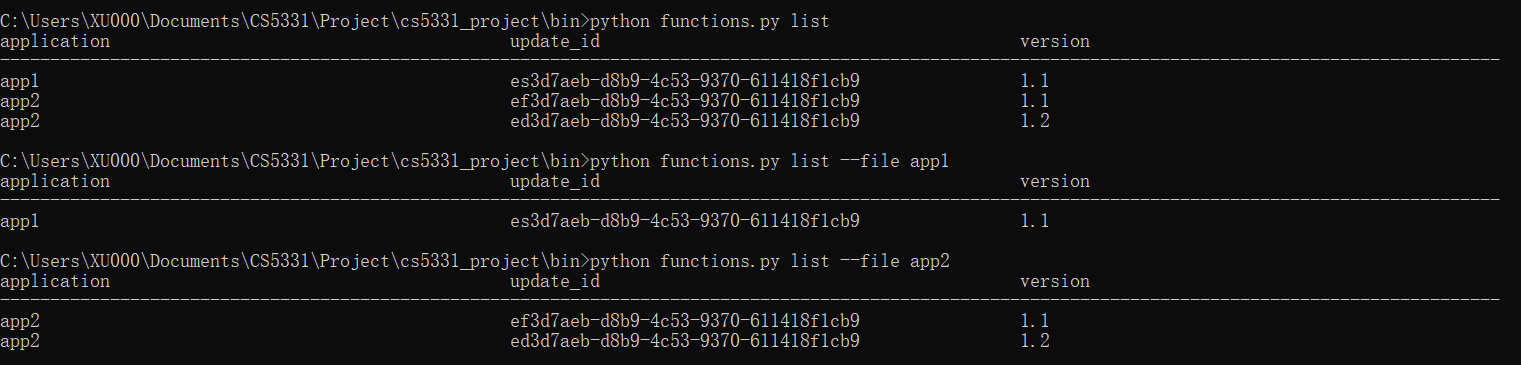 C:\Users\XU000\Documents\CS5331\Project\cs5331_project\bin>python functions.py list
application update_id version
------------------------------------------------------------------------------------------------------------------------------------------------------
app1 es3d7aeb-d8b9-4c53-9370-611418f1cb9 1.1
app2 ef3d7aeb-d8b9-4c53-9370-611418f1cb9 1.1
app2 ed3d7aeb-d8b9-4c53-9370-611418f1cb9 1.2
C:\Users\XU000\Documents\CS5331\Project\cs5331_project\bin>python functions.py list --file app1
application update_id version
------------------------------------------------------------------------------------------------------------------------------------------------------
app1 es3d7aeb-d8b9-4c53-9370-611418f1cb9 1.1
C:\Users\XU000\Documents\CS5331\Project\cs5331_project\bin>python functions.py list --file app2
application update_id version
------------------------------------------------------------------------------------------------------------------------------------------------------
app2 ef3d7aeb-d8b9-4c53-9370-611418f1cb9 1.1
app2 ed3d7aeb-d8b9-4c53-9370-611418f1cb9 1.2